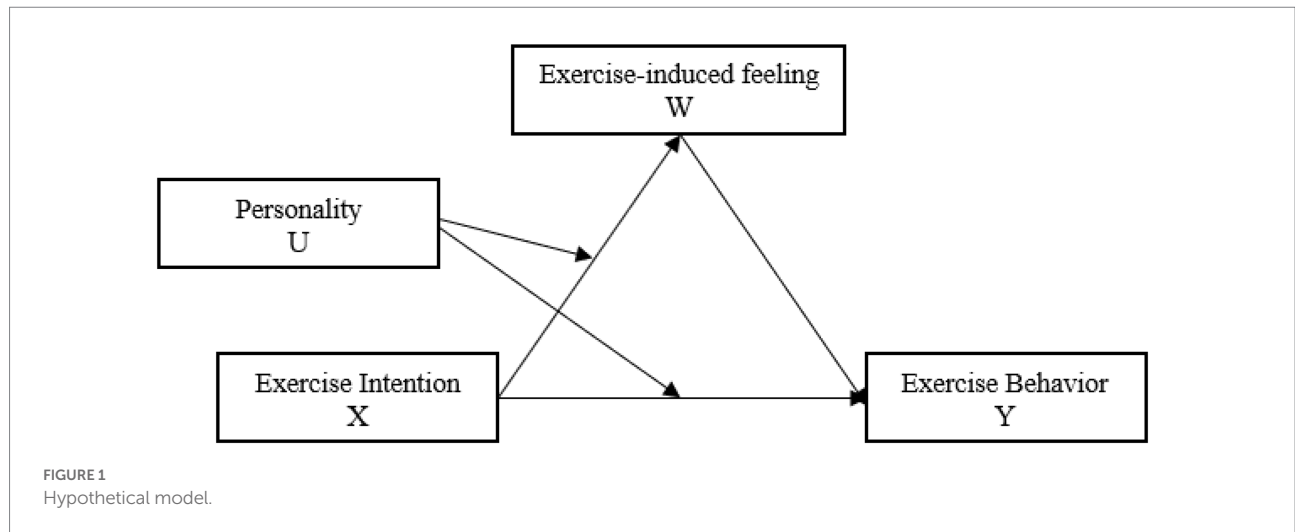 Exercise-induced feeling
W
Personality
U
Exercise Intention
X
Exercise Behavior
Y
FIGURE 1
Hypothetical model.